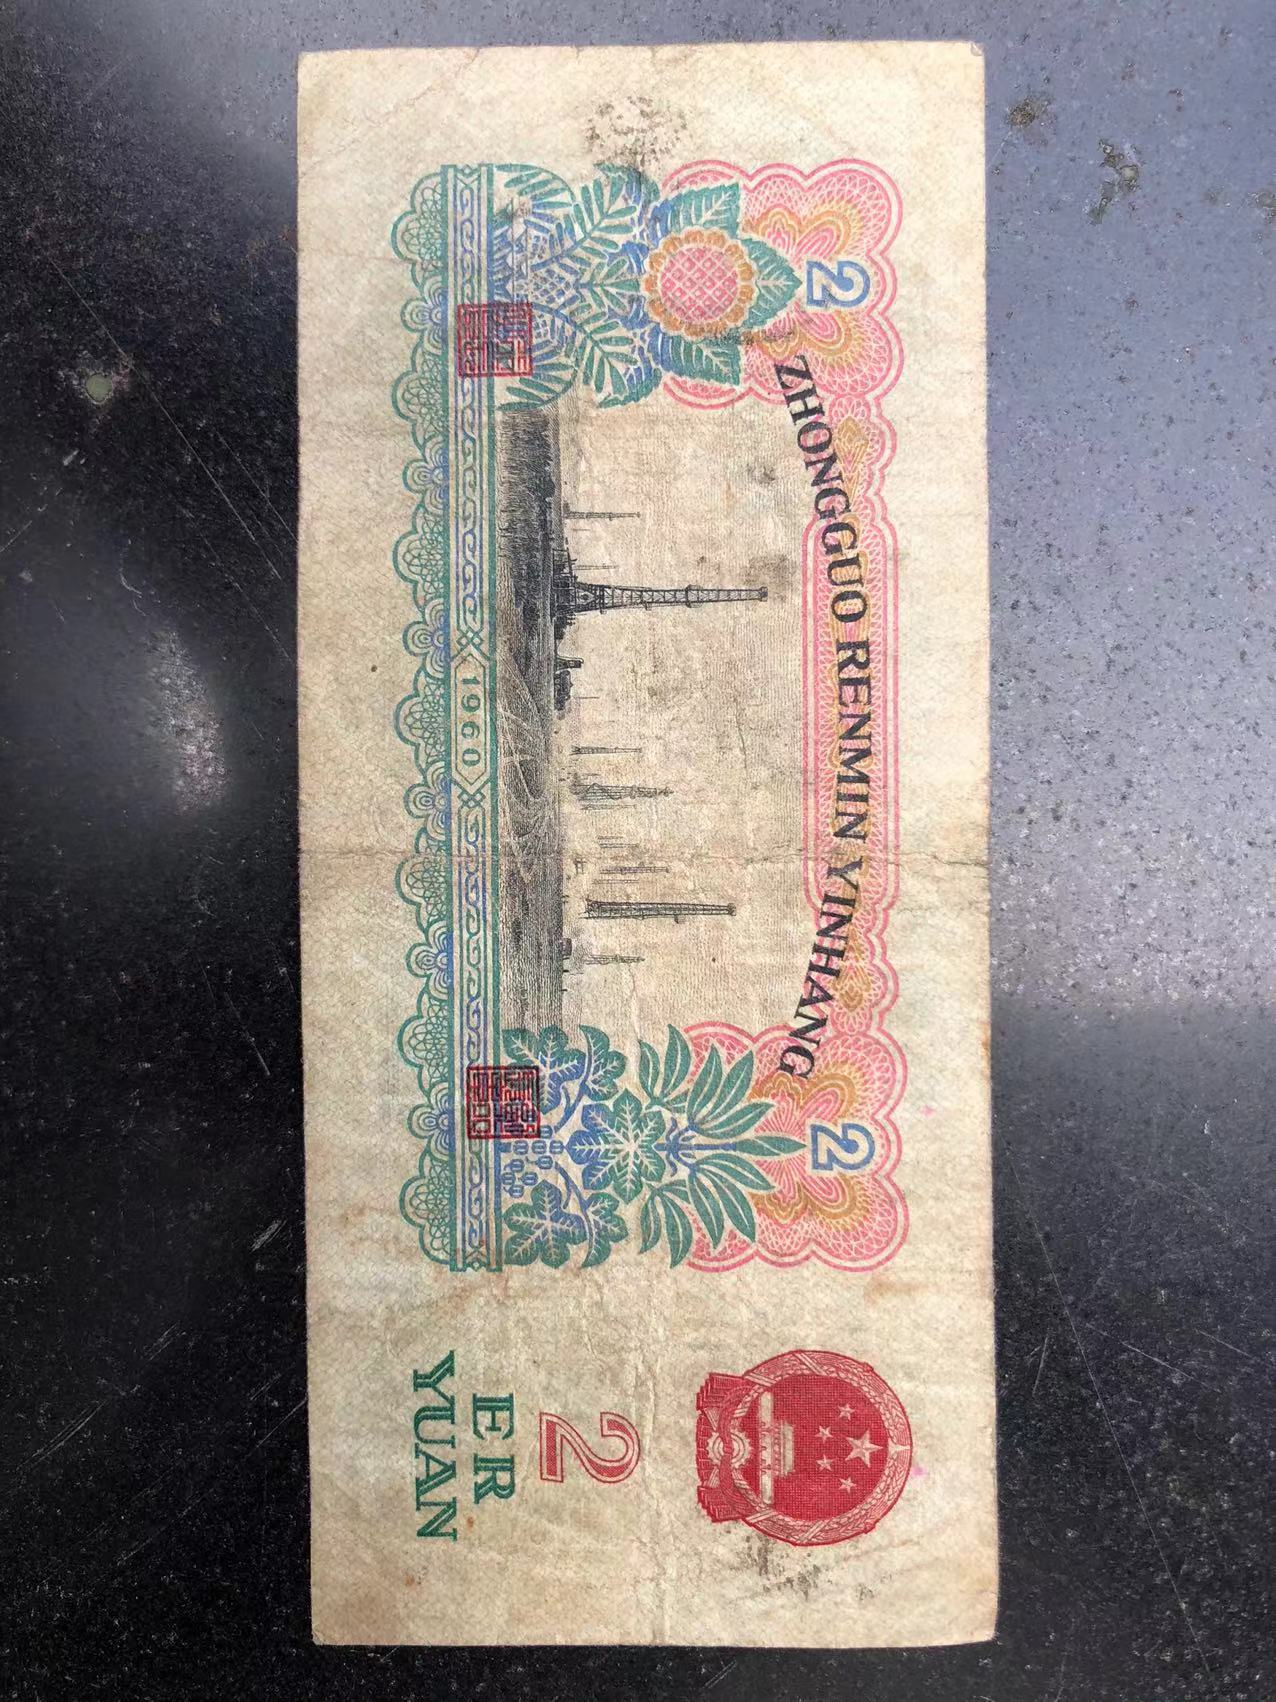 2
2
ZHONGGUO RENMIN YINHANG
1960
2
ER
YUAN